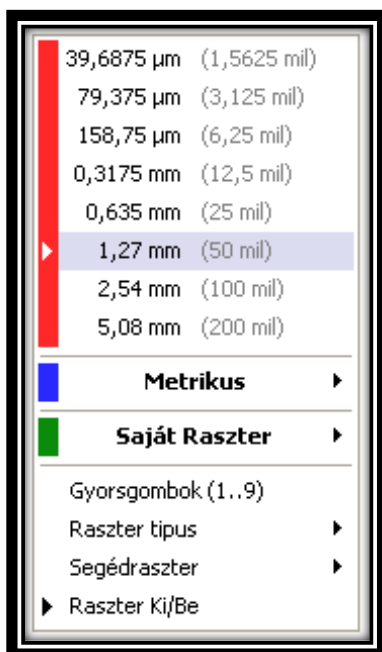 39,6875 µm (1,5625 mil)
79,375 µm (3,125 mil)
158,75 µm (6,25 mil)
0,3175 mm (12,5 mil)
0,635 mm (25 mil)
1,27 mm (50 mil)
2,54 mm (100 mil)
5,08 mm (200 mil)
Metrikus
Saját Raszter
Gyorsgombok (1..9)
Raszter tipus
Segédraszter
Raszter Ki/Be